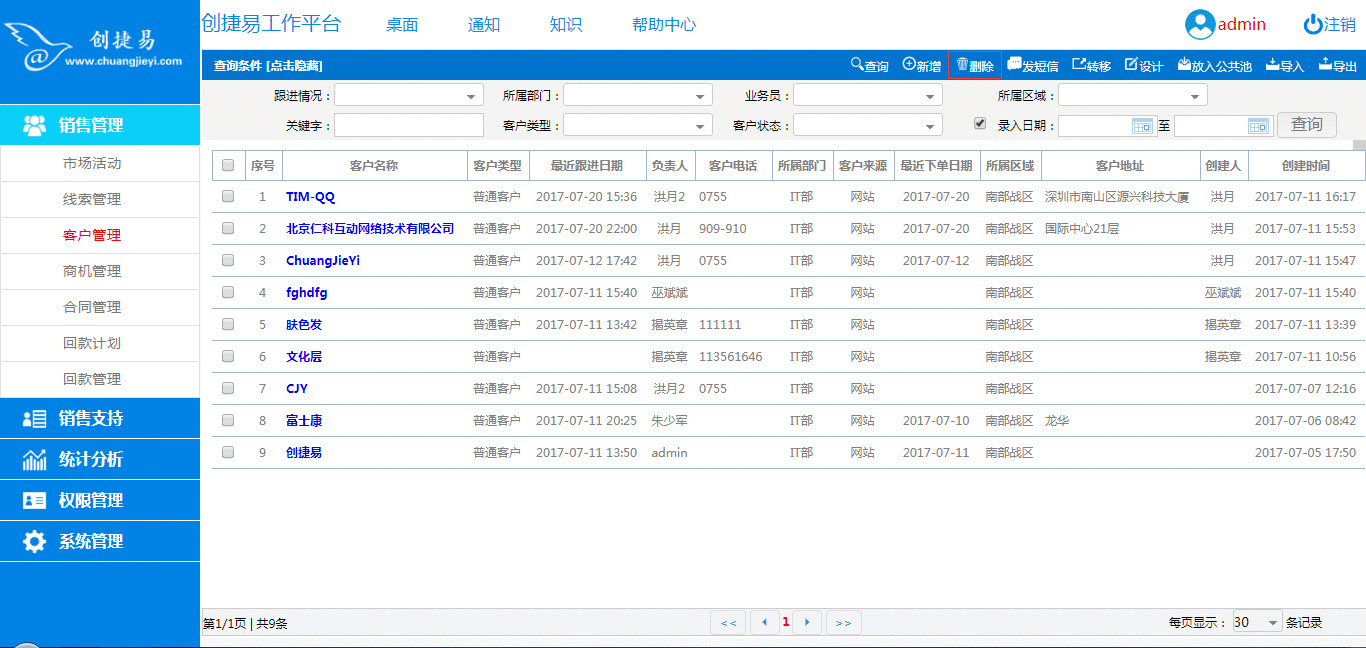 创捷易
www.chuangjieyi.com
创捷易工作平台 桌面 通知 知识 帮助中心 admin 注销
查询条件 [点击隐藏] 查询 新增 删除 发短信 转移 设计 放入公共池 导入 导出
跟进情况： 所属部门： 业务员： 所属区域：
关键字： 客户类型： 客户状态： 录入日期： 至 查询
销售管理
市场活动
线索管理
客户管理
商机管理
合同管理
回款计划
回款管理
销售支持
统计分析
权限管理
系统管理
序号 客户名称 客户类型 最近跟进日期 负责人 客户电话 所属部门 客户来源 最近下单日期 所属区域 客户地址 创建人 创建时间
1 TIM-QQ 普通客户 2017-07-20 15:36 洪月2 0755 IT部 网站 2017-07-20 南部战区 深圳市南山区源兴科技大厦 洪月 2017-07-11 16:17
2 北京仁科互动网络技术有限公司 普通客户 2017-07-20 22:00 洪月 909-910 IT部 网站 2017-07-20 南部战区 国际中心21层 洪月 2017-07-11 15:53
3 ChuangJieYi 普通客户 2017-07-12 17:42 洪月 0755 IT部 网站 2017-07-12 南部战区 洪月 2017-07-11 15:47
4 fghdfg 普通客户 2017-07-11 15:40 巫斌斌 IT部 网站 南部战区 巫斌斌 2017-07-11 15:40
5 肤色发 普通客户 2017-07-11 13:42 揭英章 111111 IT部 网站 南部战区 揭英章 2017-07-11 13:39
6 文化层 普通客户 揭英章 113561646 IT部 网站 南部战区 揭英章 2017-07-11 10:56
7 CJY 普通客户 2017-07-11 15:08 洪月2 0755 IT部 网站 南部战区 2017-07-07 12:16
8 富士康 普通客户 2017-07-11 20:25 朱少军 IT部 网站 2017-07-10 南部战区 龙华 2017-07-06 08:42
9 创捷易 普通客户 2017-07-11 13:50 admin IT部 网站 2017-07-11 南部战区 2017-07-05 17:50
第1/1页 | 共9条 << 1 >> 每页显示： 30 条记录